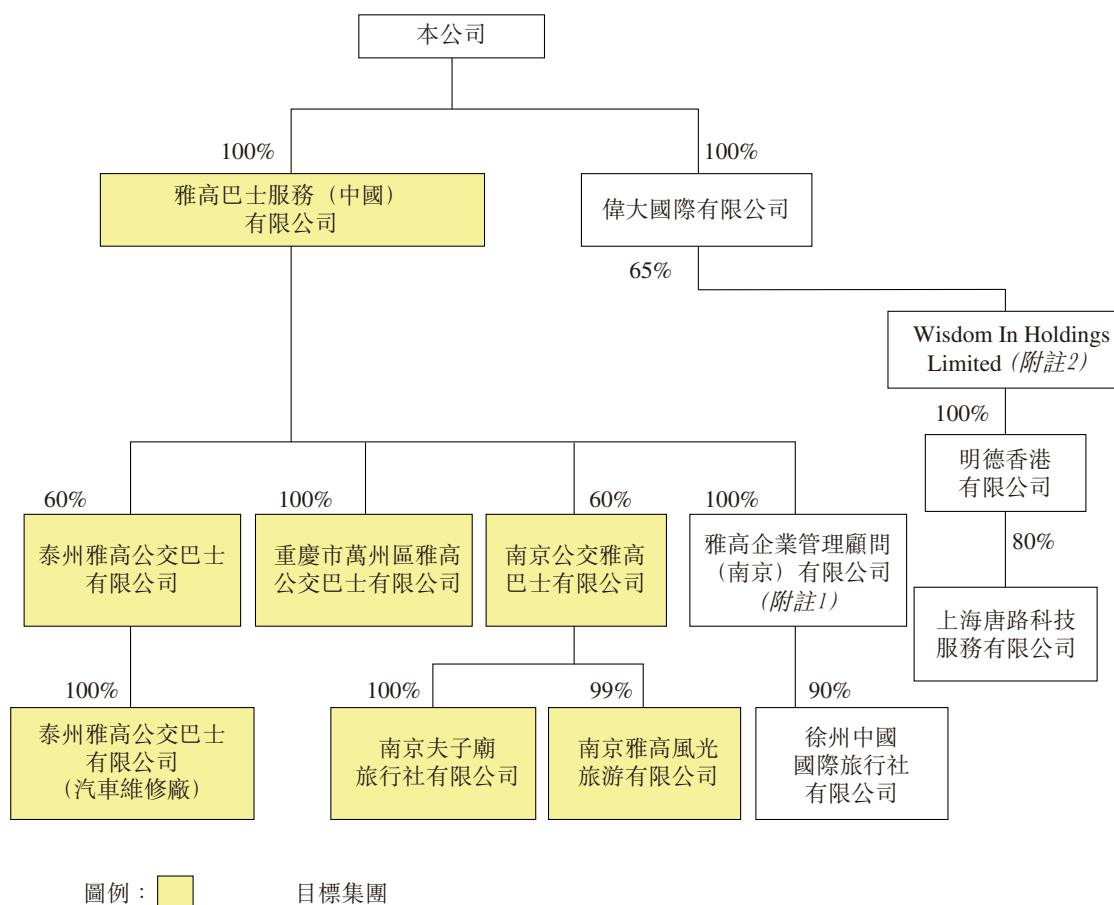 本公司
100%
100%
雅高巴士服務（中國）
有限公司
偉大國際有限公司
65%
Wisdom In Holdings
Limited (附註2)
100%
明德香港
有限公司
80%
上海唐路科技
服務有限公司
60%
100%
60%
100%
泰州雅高公交巴士
有限公司
重慶市萬州區雅高
公交巴士有限公司
南京公交雅高
巴士有限公司
雅高企業管理顧問
（南京）有限公司
(附註1)
100%
100%
99%
90%
泰州雅高公交巴士
有限公司
（汽車維修廠）
南京夫子廟
旅行社有限公司
南京雅高風光
旅游有限公司
徐州中國
國際旅行社
有限公司
圖例： 目標集團